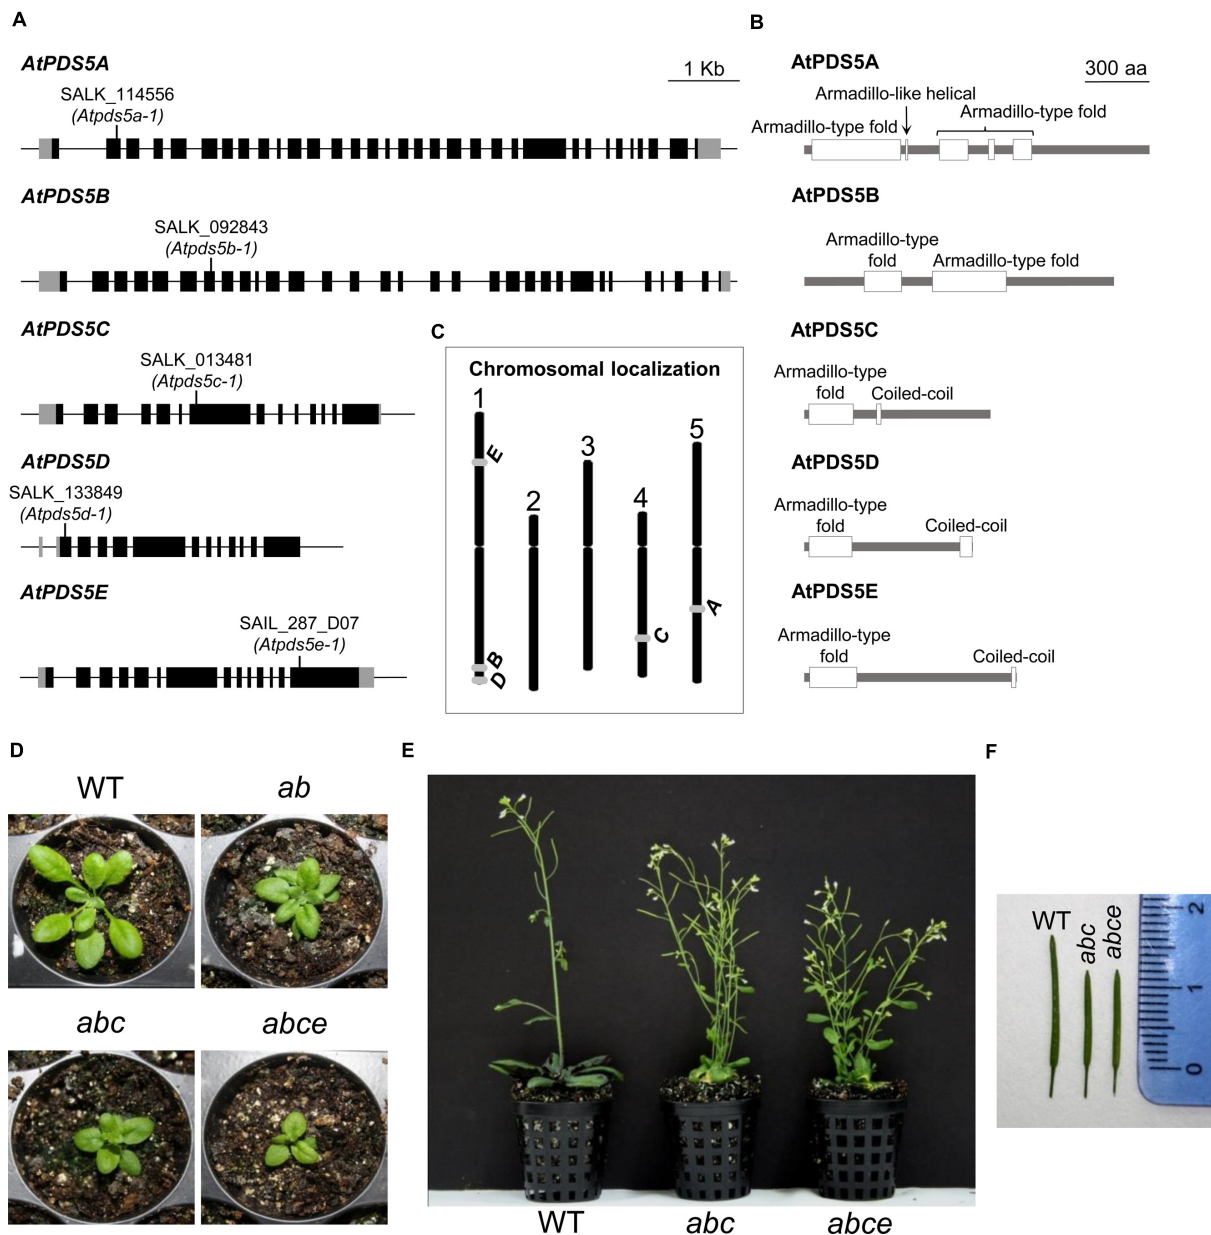 A
AtPDS5A
1 Kb
SALK_114556
(Atpds5a-1)
AtPDS5B
SALK_092843
(Atpds5b-1)
AtPDS5C
SALK_013481
(Atpds5c-1)
AtPDS5D
SALK_133849
(Atpds5d-1)
AtPDS5E
SAIL_287_D07
(Atpds5e-1)
B
AtPDS5A
300 aa
Armadillo-like helical
Armadillo-type fold
Armadillo-type fold
AtPDS5B
Armadillo-type
fold
Armadillo-type fold
AtPDS5C
Armadillo-type
fold
Coiled-coil
AtPDS5D
Armadillo-type
fold
Coiled-coil
AtPDS5E
Armadillo-type
fold
Coiled-coil
C
Chromosomal localization
1
E
B
D
2
3
4
C
5
A
D
WT
ab
abc
abce
E
WT
abc
abce
F
WT
abc
abce
2
1
0